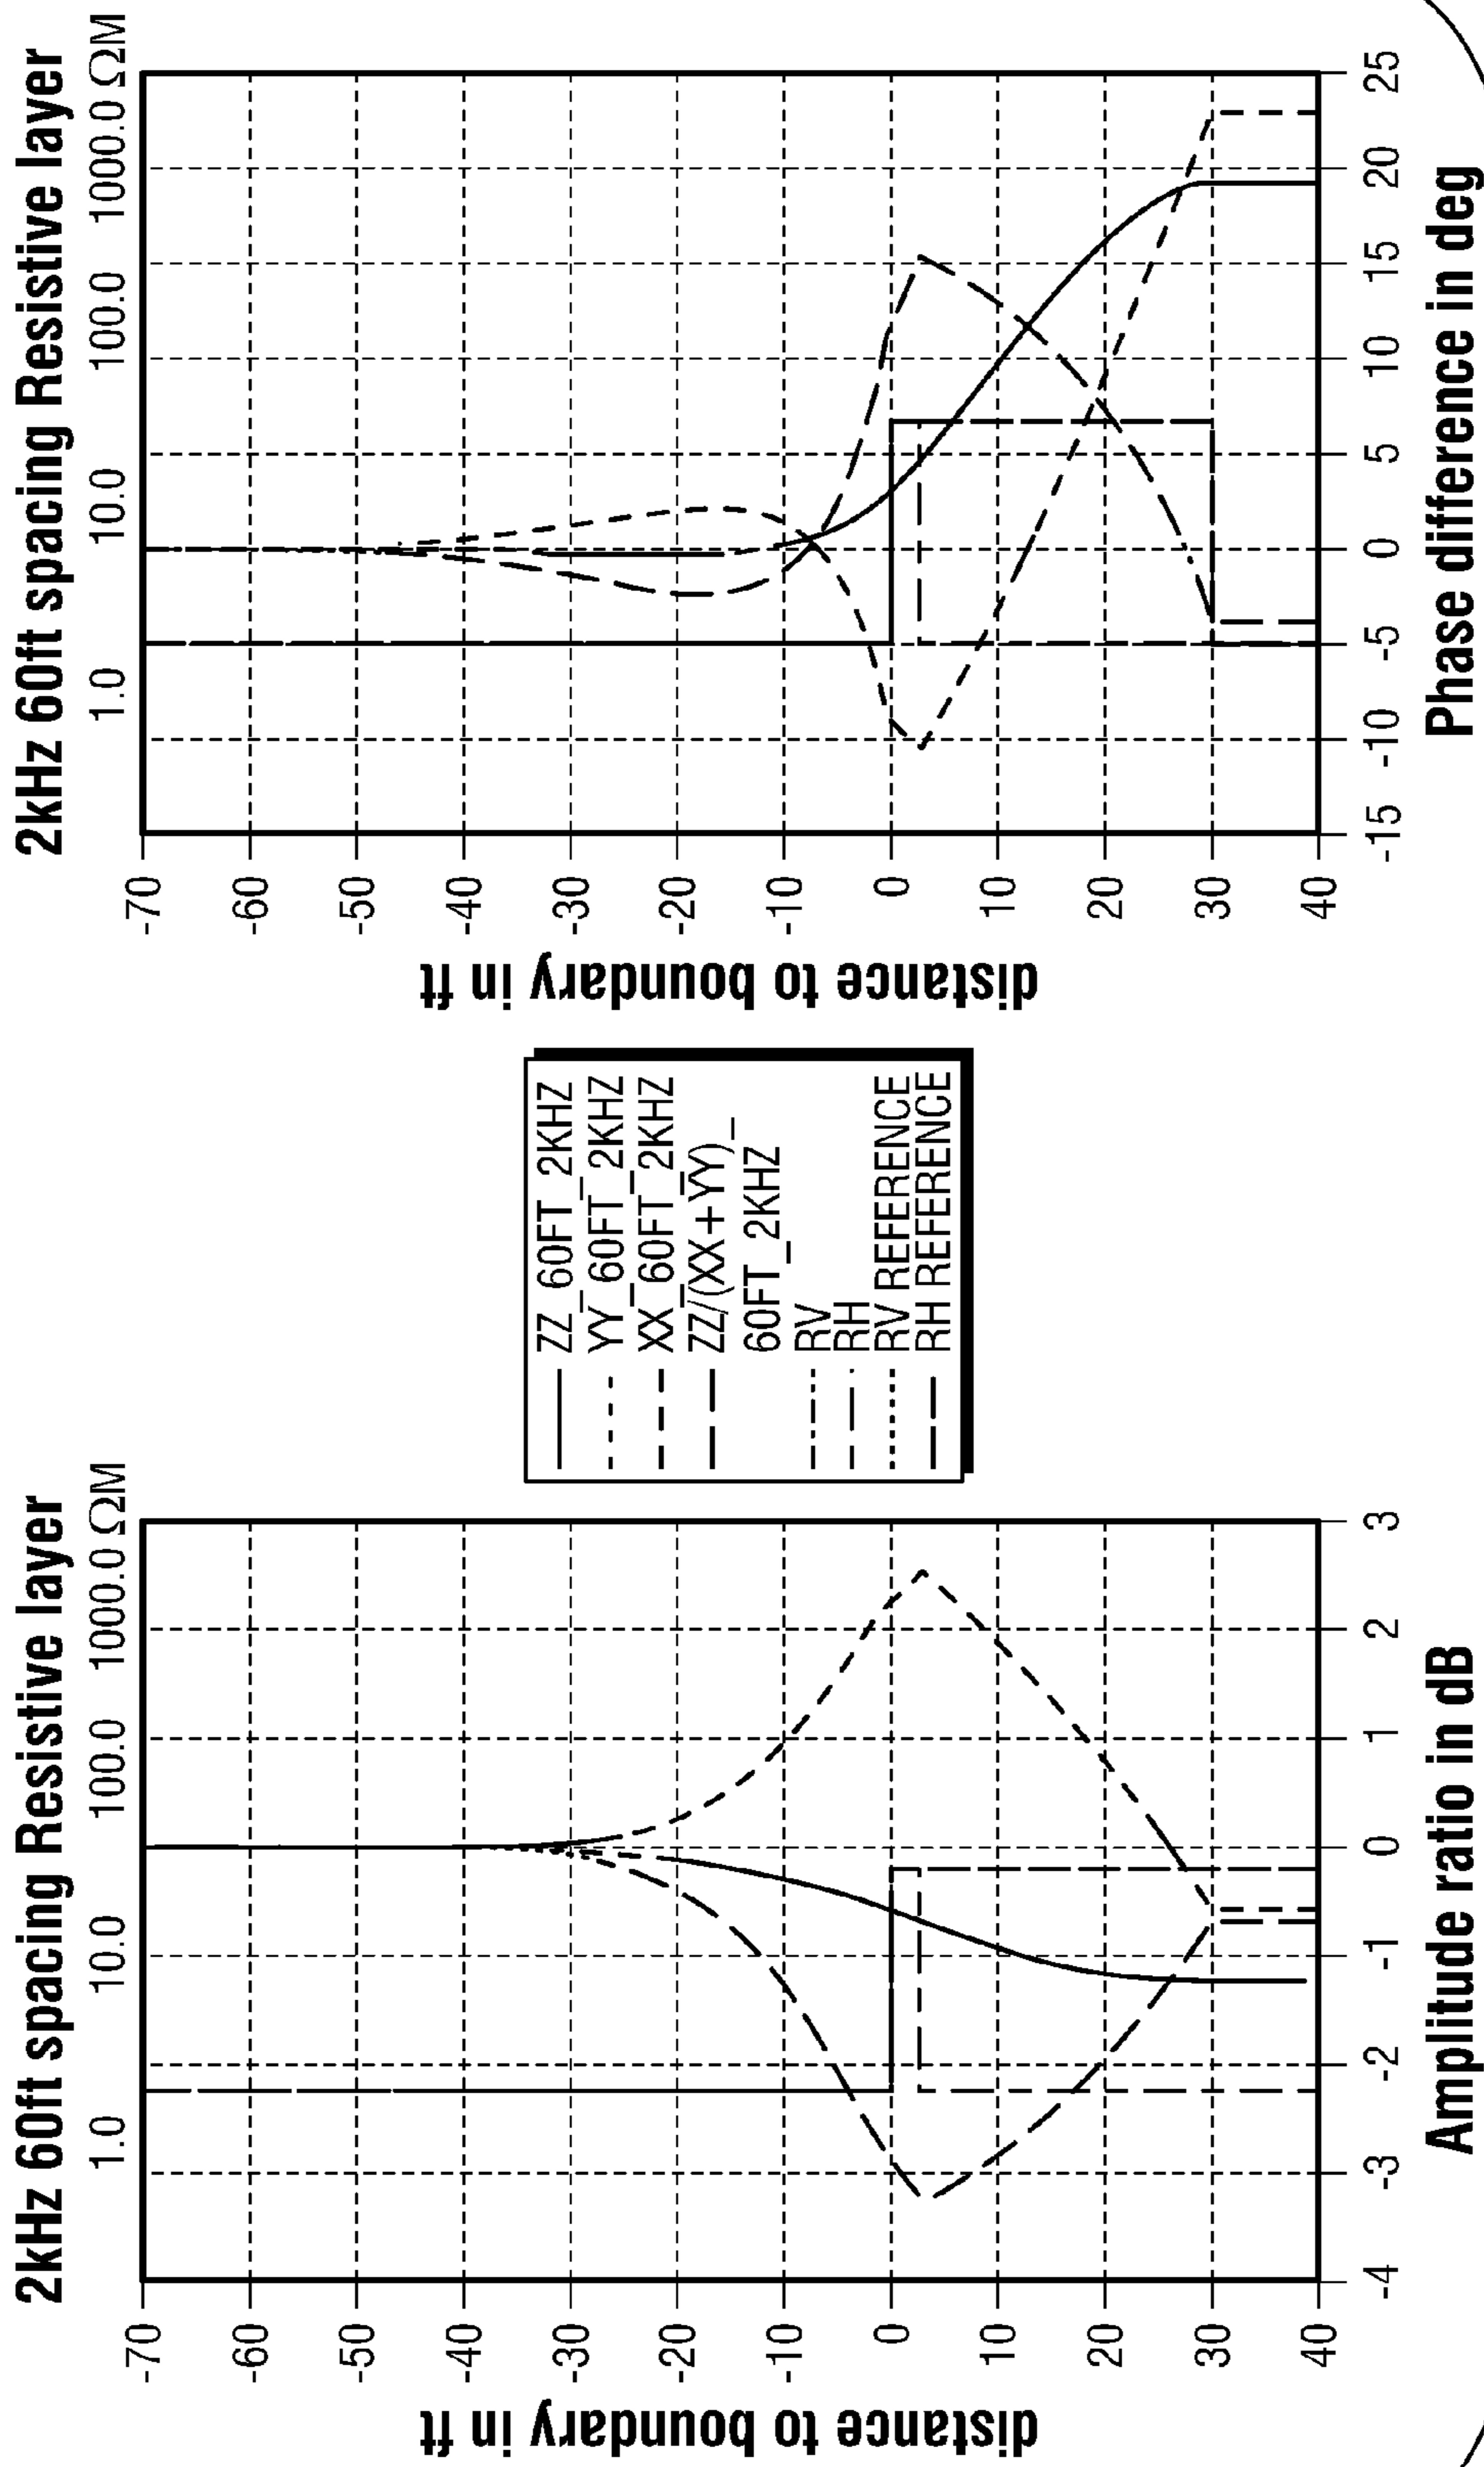 2kHz 60ft spacing Resistive layer
1.0 10.0 100.0 1000.0 ΩM
distance to boundary in ft
-70
-60
-50
-40
-30
-20
-10
0
10
20
30
40
-4 -3 -2 -1 0 1 2 3
Amplitude ratio in dB
ZZ_60FT_2KHZ
YY_60FT_2KHZ
XX_60FT_2KHZ
ZZ/(XX+YY)_
60FT_2KHZ
RV
RH
RV REFERENCE
RH REFERENCE
2kHz 60ft spacing Resistive layer
1.0 10.0 100.0 1000.0 ΩM
distance to boundary in ft
-70
-60
-50
-40
-30
-20
-10
0
10
20
30
40
-15 -10 -5 0 5 10 15 20 25
Phase difference in deg